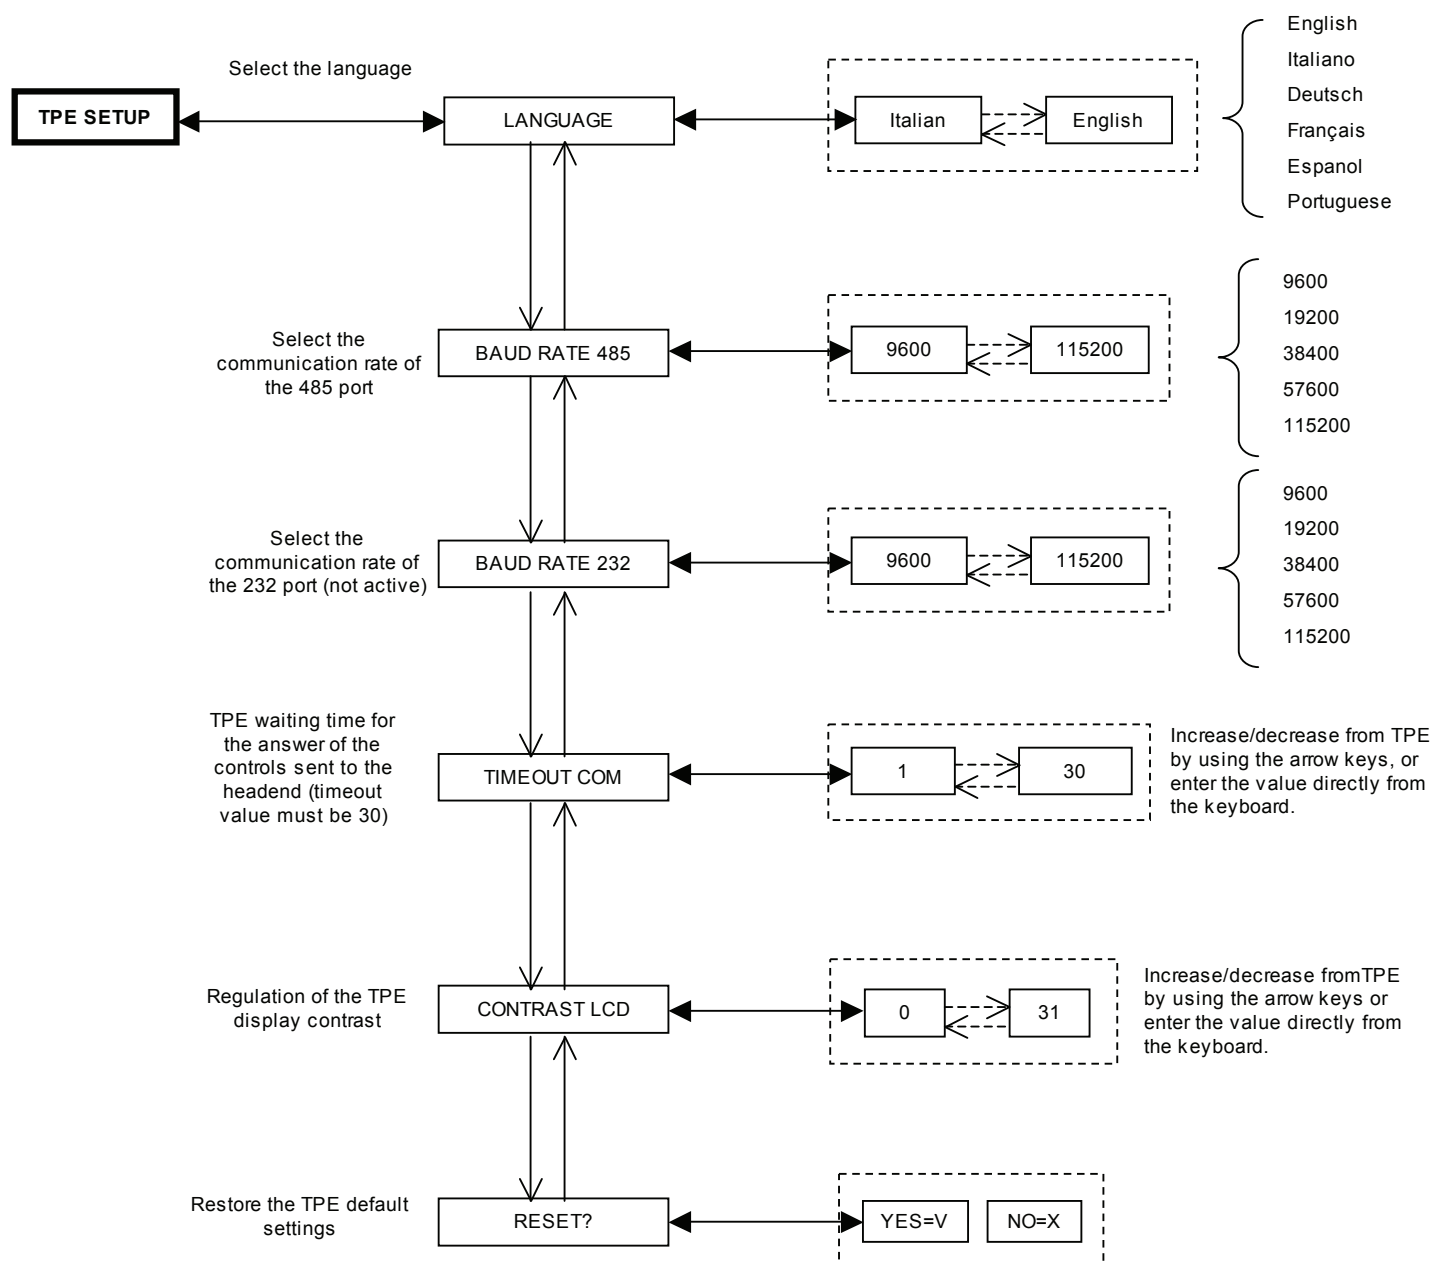 Select the language
TPE SETUP
LANGUAGE
Italian
English
English
Italiano
Deutsch
Français
Espanol
Portuguese
Select the
communication rate of
the 485 port
BAUD RATE 485
9600
115200
9600
19200
38400
57600
115200
Select the
communication rate of
the 232 port (not active)
BAUD RATE 232
9600
115200
9600
19200
38400
57600
115200
TPE waiting time for
the answer of the
controls sent to the
headend (timeout
value must be 30)
TIMEOUT COM
1
30
Increase/decrease from TPE
by using the arrow keys, or
enter the value directly from
the keyboard.
Regulation of the TPE
display contrast
CONTRAST LCD
0
31
Increase/decrease fromTPE
by using the arrow keys or
enter the value directly from
the keyboard.
Restore the TPE default
settings
RESET?
YES=V
NO=X